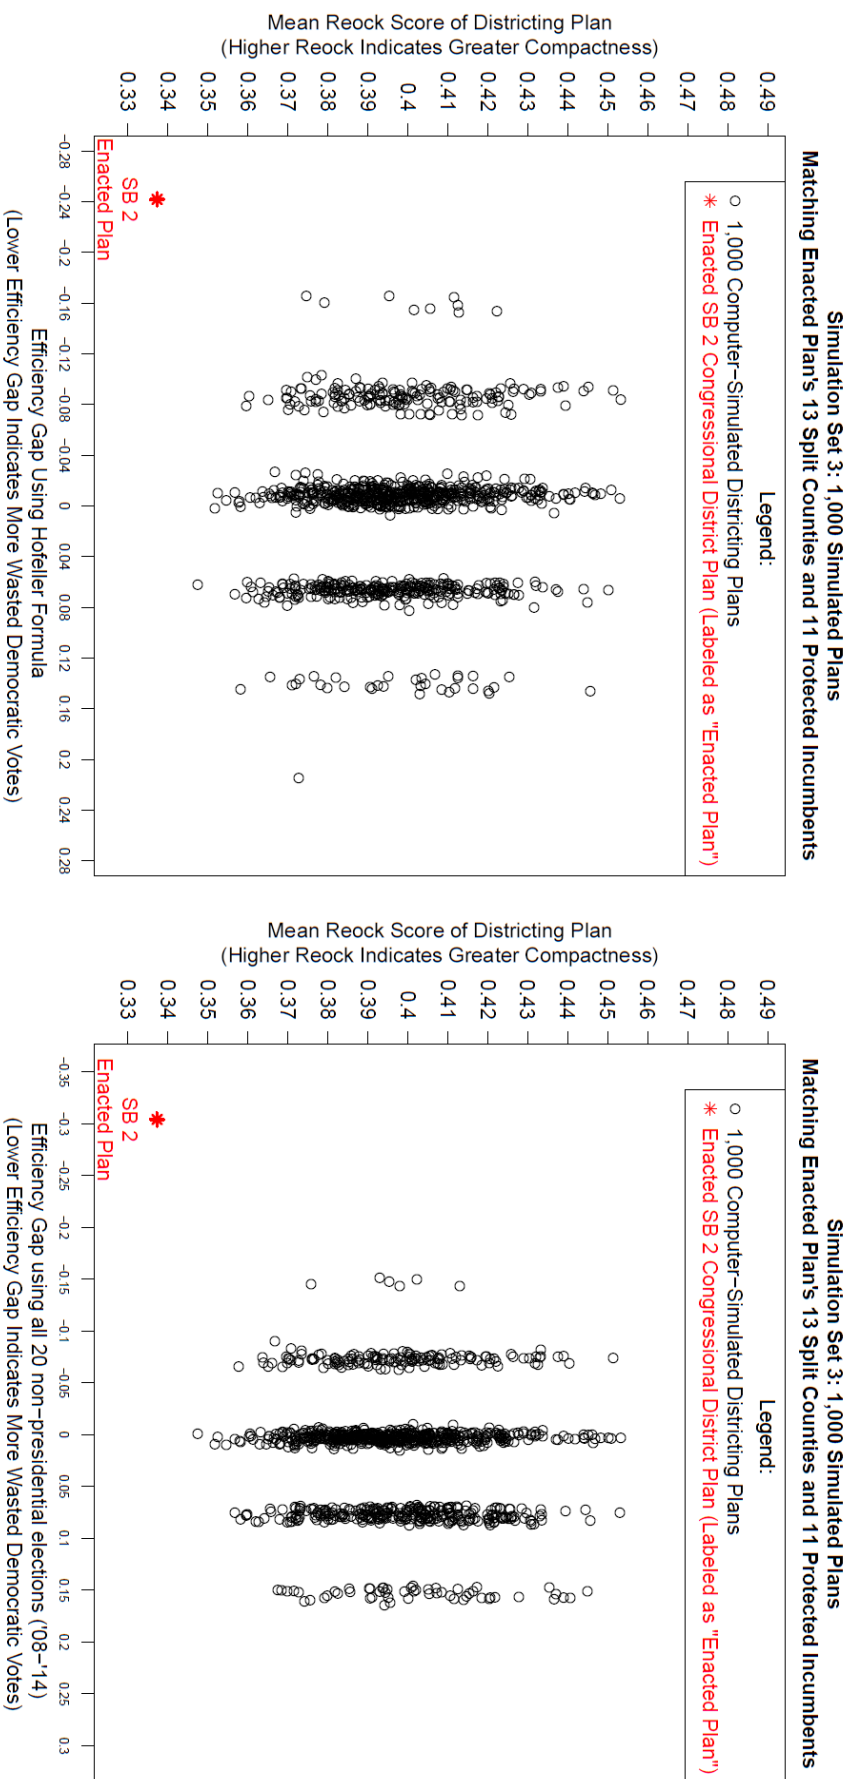 Simulation Set 3: 1,000 Simulated Plans
Matching Enacted Plan's 13 Split Counties and 11 Protected Incumbents
Legend:
1,000 Computer−Simulated Districting Plans
Enacted SB 2 Congressional District Plan (Labeled as "Enacted Plan")
Mean Reock Score of Districting Plan
(Higher Reock Indicates Greater Compactness)
0.49
0.48
0.47
0.46
0.45
0.44
0.43
0.42
0.41
0.4
0.39
0.38
0.37
0.36
0.35
0.34
0.33
SB 2
Enacted Plan
−0.28 −0.24 −0.2 −0.16 −0.12 −0.08 −0.04 0 0.04 0.08 0.12 0.16 0.2 0.24 0.28
Efficiency Gap Using Hofeller Formula
(Lower Efficiency Gap Indicates More Wasted Democratic Votes)
Simulation Set 3: 1,000 Simulated Plans
Matching Enacted Plan's 13 Split Counties and 11 Protected Incumbents
Legend:
1,000 Computer−Simulated Districting Plans
Enacted SB 2 Congressional District Plan (Labeled as "Enacted Plan")
Mean Reock Score of Districting Plan
(Higher Reock Indicates Greater Compactness)
0.49
0.48
0.47
0.46
0.45
0.44
0.43
0.42
0.41
0.4
0.39
0.38
0.37
0.36
0.35
0.34
0.33
SB 2
Enacted Plan
−0.35 −0.3 −0.25 −0.2 −0.15 −0.1 −0.05 0 0.05 0.1 0.15 0.2 0.25 0.3
Efficiency Gap using all 20 non−presidential elections ('08−'14)
(Lower Efficiency Gap Indicates More Wasted Democratic Votes)